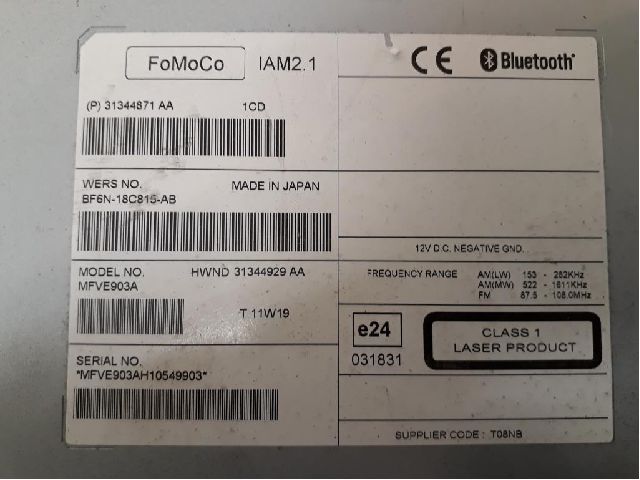 FoMoCo IAM2.1
(P) 31344871 AA 1CD
WERS NO. MADE IN JAPAN
BF6N-18C815-AB
MODEL NO. HWND 31344929 AA
MFVE903A
T 11W19
SERIAL NO.
*MFVE903AH10549903*
CE Bluetooth®
12V D.C. NEGATIVE GND.
FREQUENCY RANGE AM(LW) 153 - 282KHz
AM(MW) 522 - 1611KHz
FM 87.5 - 108.0MHz
e24
031831
CLASS 1
LASER PRODUCT
SUPPLIER CODE : T08NB